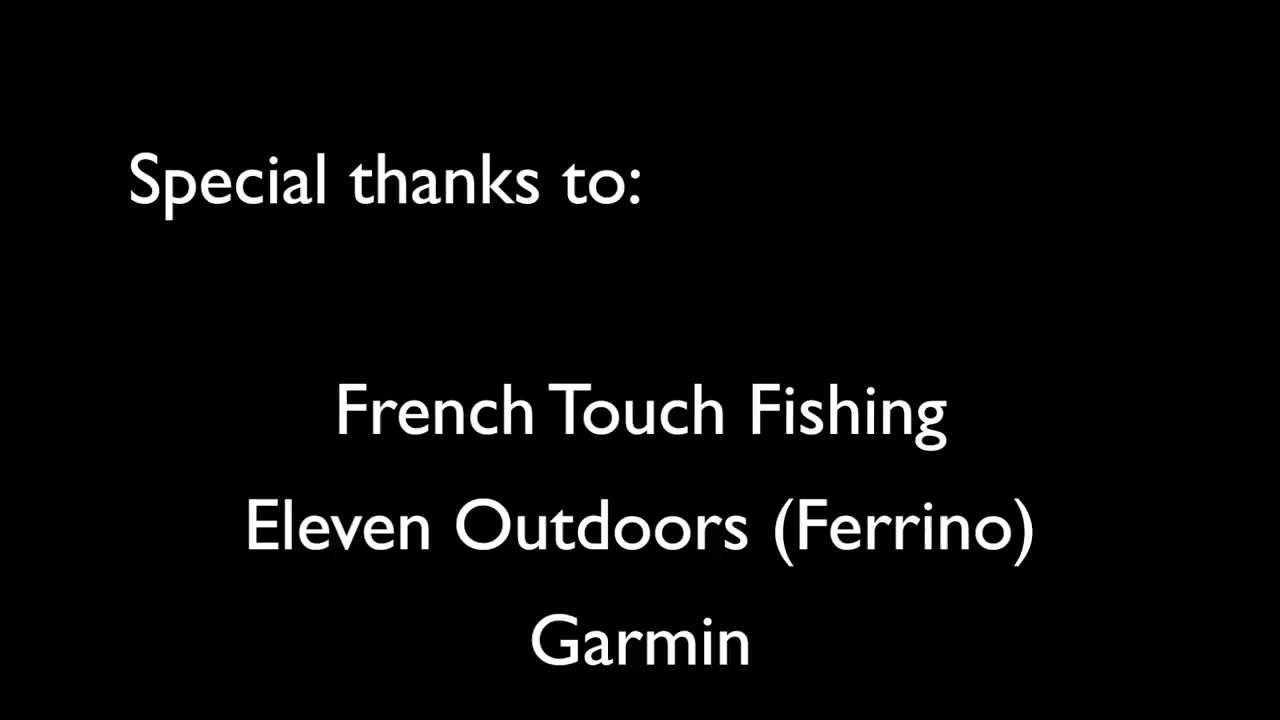 Special thanks to:
French Touch Fishing
Eleven Outdoors (Ferrino)
Garmin